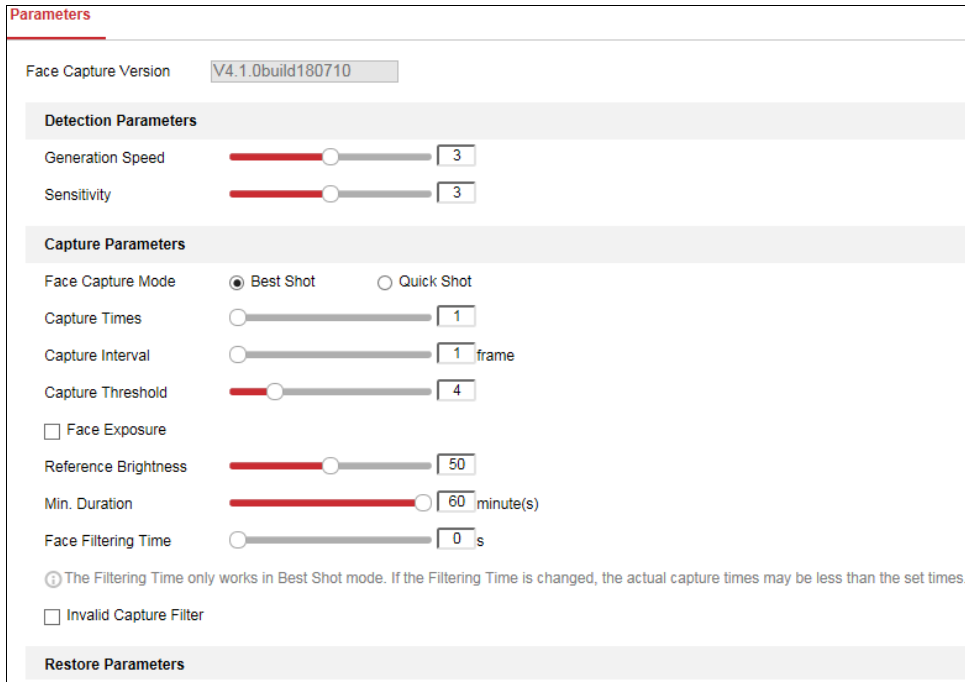 Parameters
Face Capture Version V4.1.0build180710
Detection Parameters
Generation Speed 3
Sensitivity 3
Capture Parameters
Face Capture Mode Best Shot Quick Shot
Capture Times 1
Capture Interval 1 frame
Capture Threshold 4
Face Exposure
Reference Brightness 50
Min. Duration 60 minute(s)
Face Filtering Time 0 s
The Filtering Time only works in Best Shot mode. If the Filtering Time is changed, the actual capture times may be less than the set times.
Invalid Capture Filter
Restore Parameters